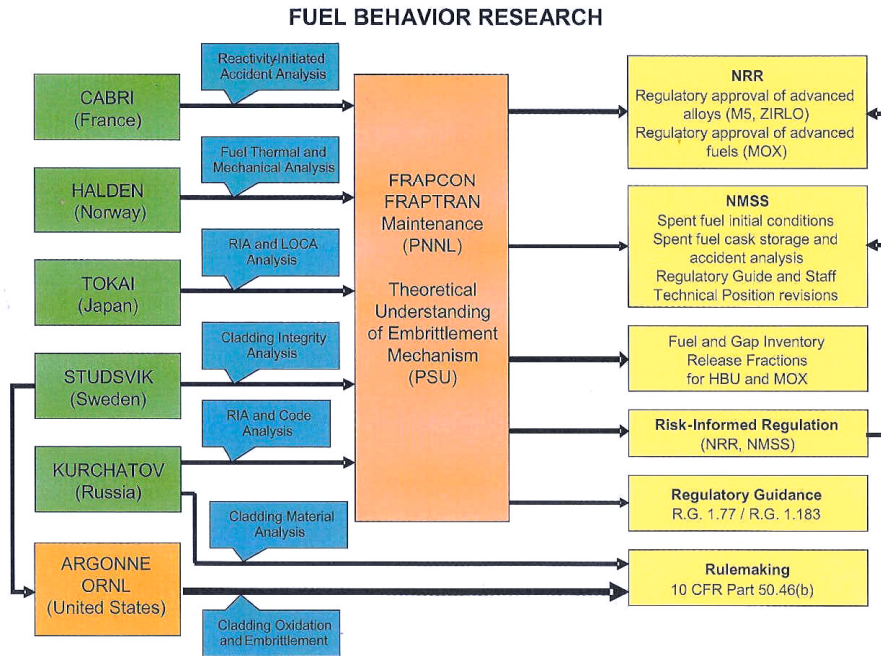 FUEL BEHAVIOR RESEARCH
CABRI
(France)
Reactivity-Initiated
Accident Analysis
HALDEN
(Norway)
Fuel Thermal and
Mechanical Analysis
TOKAI
(Japan)
RIA and LOCA
Analysis
STUDSVIK
(Sweden)
Cladding Integrity
Analysis
KURCHATOV
(Russia)
RIA and Code
Analysis
Cladding Material
Analysis
ARGONNE
ORNL
(United States)
Cladding Oxidation
and Embrittlement
FRAPCON
FRAPTRAN
Maintenance
(PNNL)
Theoretical
Understanding
of Embrittlement
Mechanism
(PSU)
NRR
Regulatory approval of advanced
alloys (M5, ZIRLO)
Regulatory approval of advanced
fuels (MOX)
NMSS
Spent fuel initial conditions
Spent fuel cask storage and
accident analysis
Regulatory Guide and Staff
Technical Position revisions
Fuel and Gap Inventory
Release Fractions
for HBU and MOX
Risk-Informed Regulation
(NRR, NMSS)
Regulatory Guidance
R.G. 1.77 / R.G. 1.183
Rulemaking
10 CFR Part 50.46(b)